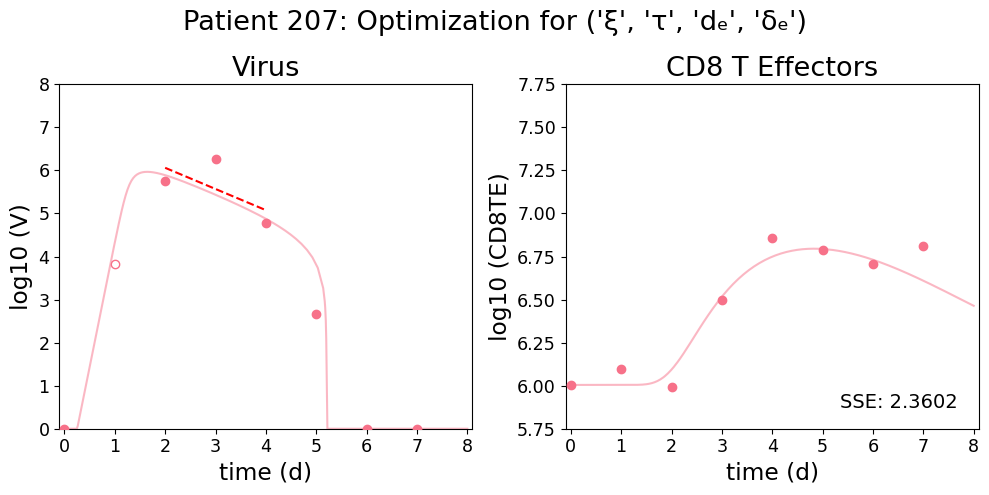 Patient 207: Optimization for ('ξ', 'τ', 'dₑ', 'δₑ')
Virus
CD8 T Effectors
log10 (V)
8
7
6
5
4
3
2
1
0
0 1 2 3 4 5 6 7 8
time (d)
log10 (CD8TE)
7.75
7.50
7.25
7.00
6.75
6.50
6.25
6.00
5.75
SSE: 2.3602
0 1 2 3 4 5 6 7 8
time (d)